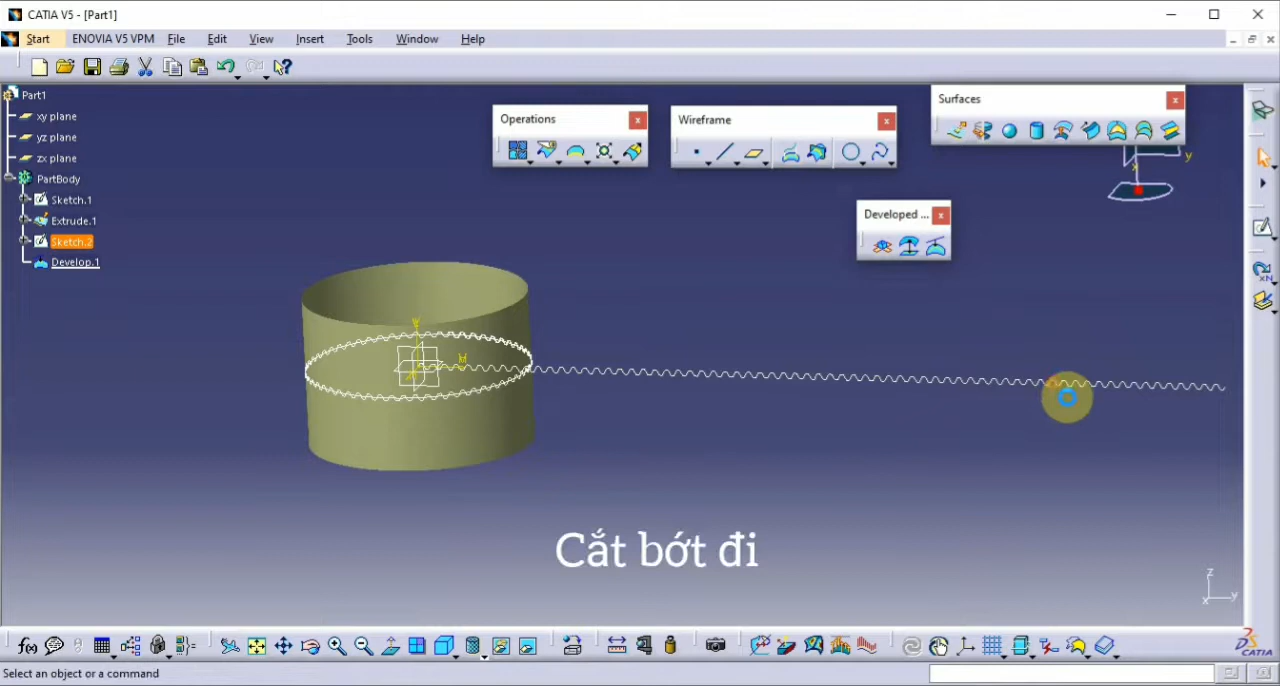 CATIA V5 - [Part1]
Start ENOVIA V5 VPM File Edit View Insert Tools Window Help
Part1
xy plane
yz plane
zx plane
PartBody
Sketch.1
Extrude.1
Sketch.2
Develop.1
Operations
Wireframe
Surfaces
Developed ...
y
x
Cắt bớt đi
z
y
x
f(x)
CATIA
Select an object or a command